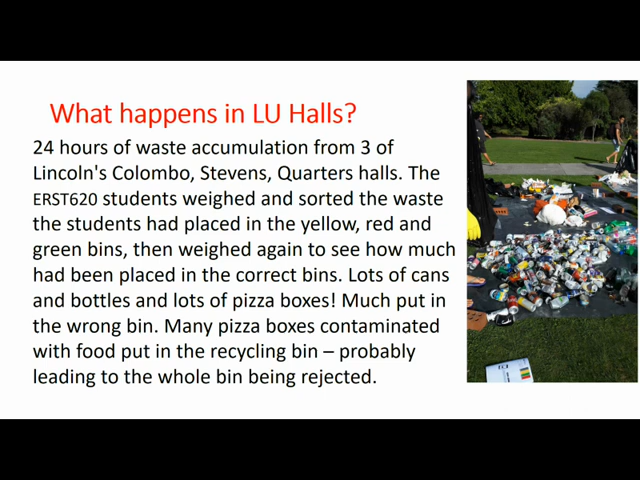 What happens in LU Halls?
24 hours of waste accumulation from 3 of
Lincoln's Colombo, Stevens, Quarters halls. The
ERST620 students weighed and sorted the waste
the students had placed in the yellow, red and
green bins, then weighed again to see how much
had been placed in the correct bins. Lots of cans
and bottles and lots of pizza boxes! Much put in
the wrong bin. Many pizza boxes contaminated
with food put in the recycling bin – probably
leading to the whole bin being rejected.